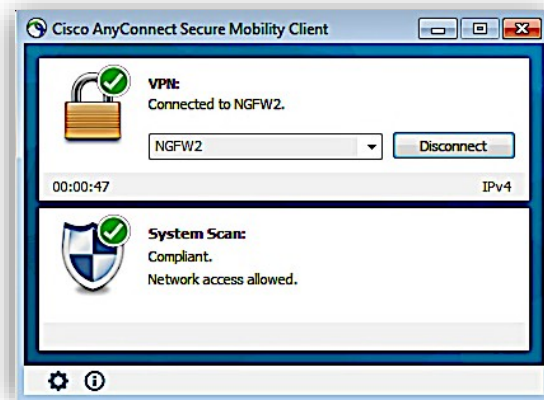 Cisco AnyConnect Secure Mobility Client
VPN:
Connected to NGFW2.
NGFW2
Disconnect
00:00:47
IPv4
System Scan:
Compliant.
Network access allowed.